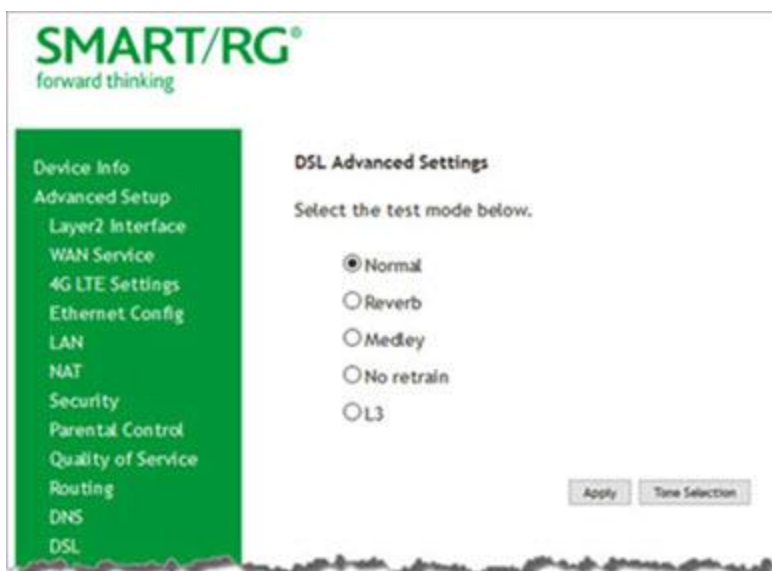 SMART/RG®
forward thinking
Device Info
Advanced Setup
Layer2 Interface
WAN Service
4G LTE Settings
Ethernet Config
LAN
NAT
Security
Parental Control
Quality of Service
Routing
DNS
DSL
DSL Advanced Settings
Select the test mode below.
Normal
Reverb
Medley
No retrain
L3
Apply
Tone Selection